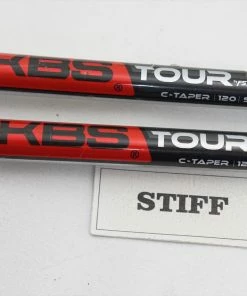 KBS® TOUR
C-TAPER | 120 | S
KBS® TOUR
C-TAPER | 12
STIFF